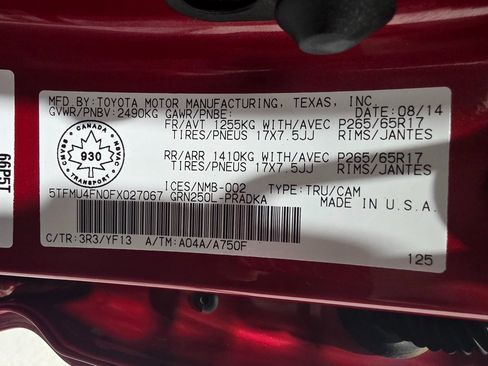 MFD.BY:TOYOTA MOTOR MANUFACTURING, TEXAS, INC.
GVWR/PNBV:2490KG GAWR/PNBE: DATE:08/14
FR/AVT 1255KG WITH/AVEC P265/65R17
TIRES/PNEUS 17X7.5JJ RIMS/JANTES
RR/ARR 1410KG WITH/AVEC P265/65R17
TIRES/PNEUS 17X7.5JJ RIMS/JANTES
CANADA
NSVAC
930
SBANC
TRANSPORT
ICES/NMB-002 TYPE:TRU/CAM
5TFMU4FN0FX027067 GRN250L-PRADKA
MADE IN U.S.A.
C/TR:3R3/YF13 A/TM:A04A/A750F
125